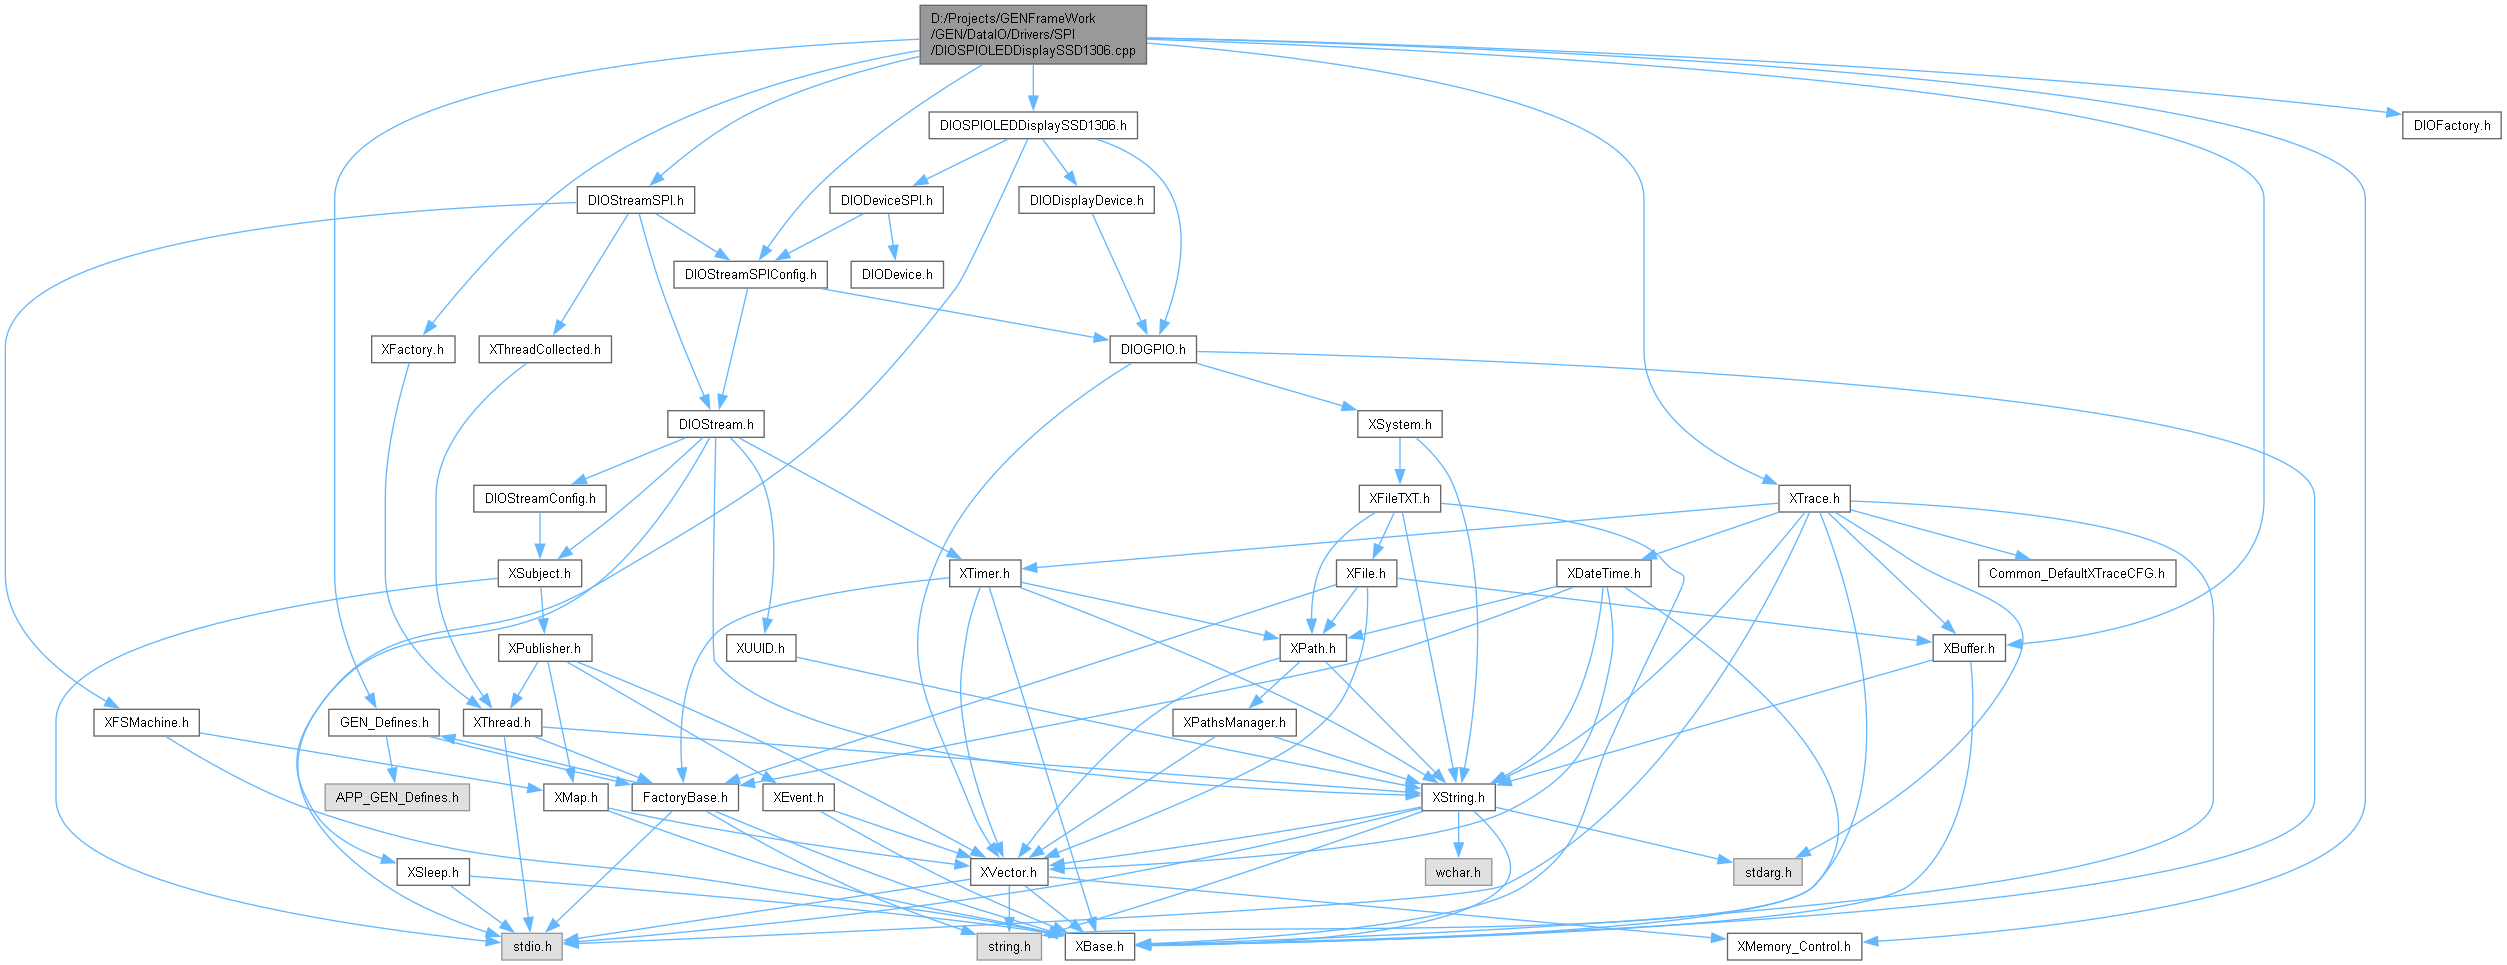 D:/Projects/GENFrameWork
/GEN/DataIO/Drivers/SPI
/DIOSPIOLEDDisplaySSD1306.cpp
DIOSPIOLEDDisplaySSD1306.h
DIOFactory.h
DIOStreamSPI.h
DIODeviceSPI.h
DIODisplayDevice.h
DIOStreamSPIConfig.h
DIODevice.h
XFactory.h
XThreadCollected.h
DIOGPIO.h
DIOStream.h
XSystem.h
DIOStreamConfig.h
XFileTXT.h
XTrace.h
XSubject.h
XTimer.h
XFile.h
XDateTime.h
Common_DefaultXTraceCFG.h
XPublisher.h
XUUID.h
XPath.h
XBuffer.h
XFSMachine.h
GEN_Defines.h
XThread.h
XPathsManager.h
APP_GEN_Defines.h
XMap.h
FactoryBase.h
XEvent.h
XString.h
XSleep.h
XVector.h
wchar.h
stdarg.h
stdio.h
string.h
XBase.h
XMemory_Control.h